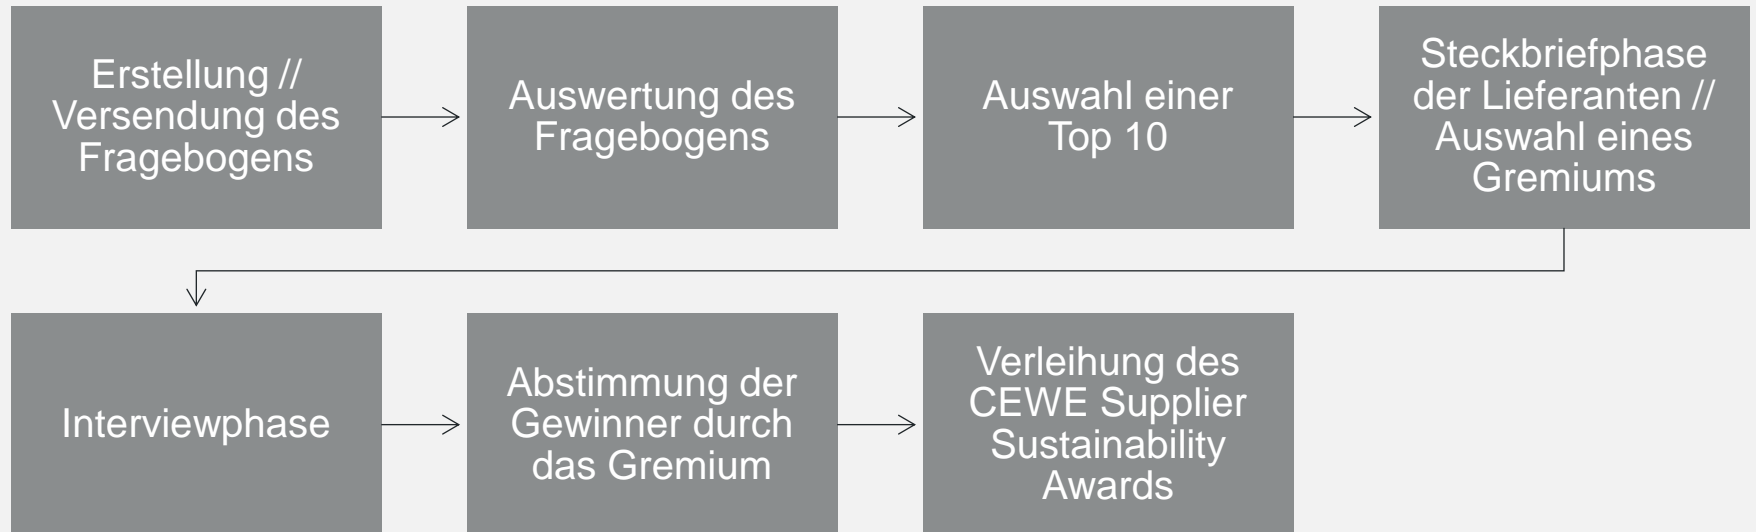 Erstellung //
Versendung des
Fragebogens
Auswertung des
Fragebogens
Auswahl einer
Top 10
Steckbriefphase
der Lieferanten //
Auswahl eines
Gremiums
Interviewphase
Abstimmung der
Gewinner durch
das Gremium
Verleihung des
CEWE Supplier
Sustainability
Awards